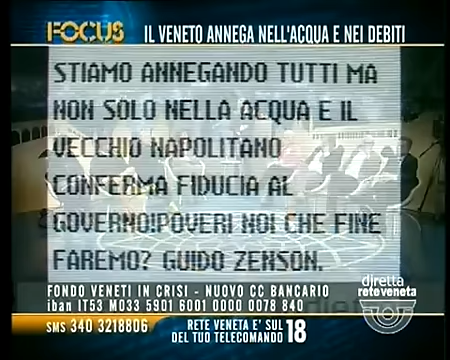 FOCUS IL VENETO ANNEGA NELL'ACQUA E NEI DEBITI
STIAMO ANNEGANDO TUTTI MA
NON SOLO NELLA ACQUA E IL
VECCHIO NAPOLITANO
CONFERMA FIDUCIA AL
GOVERNO!POVERI NOI CHE FINE
FAREMO? GUIDO ZENSON.
diretta
reteveneta
FONDO VENETI IN CRISI - NUOVO CC BANCARIO
iban IT53 M033 5901 6001 0000 0078 840
SMS 340 3218806
RETE VENETA E' SUL 18
DEL TUO TELECOMANDO